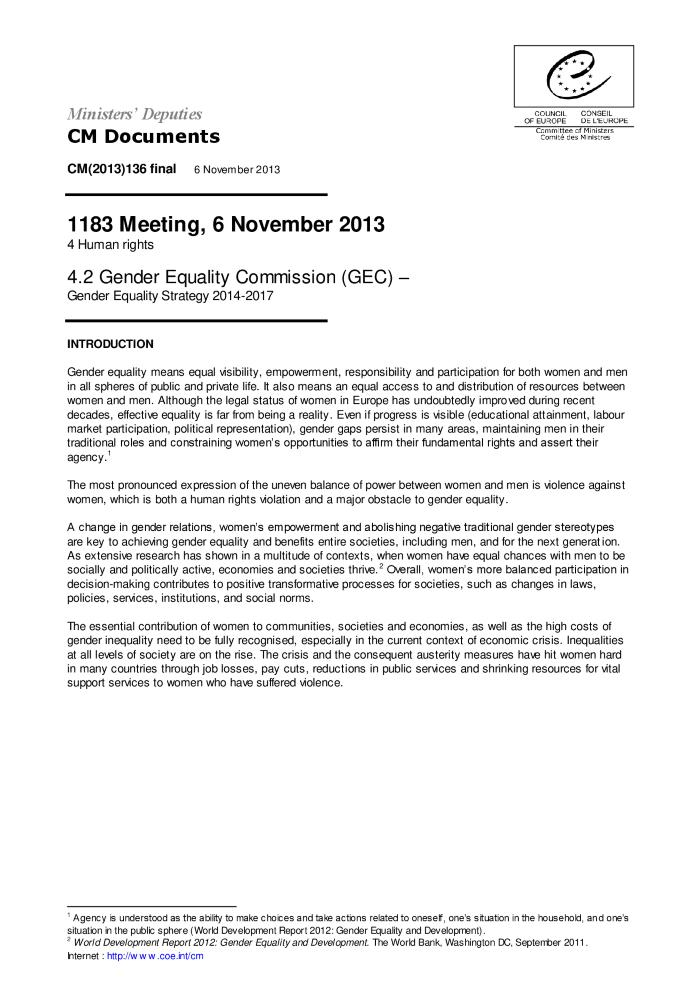 Ministers' Deputies
CM Documents
COUNCIL CONSEIL
OF EUROPE DE L'EUROPE
Committee of Ministers
Comité des Ministres
CM(2013)136 final 6 November 2013
1183 Meeting, 6 November 2013
4 Human rights
4.2 Gender Equality Commission (GEC) –
Gender Equality Strategy 2014-2017
INTRODUCTION
Gender equality means equal visibility, empowerment, responsibility and participation for both women and men
in all spheres of public and private life. It also means an equal access to and distribution of resources between
women and men. Although the legal status of women in Europe has undoubtedly improved during recent
decades, effective equality is far from being a reality. Even if progress is visible (educational attainment, labour
market participation, political representation), gender gaps persist in many areas, maintaining men in their
traditional roles and constraining women's opportunities to affirm their fundamental rights and assert their
agency.1
The most pronounced expression of the uneven balance of power between women and men is violence against
women, which is both a human rights violation and a major obstacle to gender equality.
A change in gender relations, women's empowerment and abolishing negative traditional gender stereotypes
are key to achieving gender equality and benefits entire societies, including men, and for the next generation.
As extensive research has shown in a multitude of contexts, when women have equal chances with men to be
socially and politically active, economies and societies thrive.2 Overall, women's more balanced participation in
decision-making contributes to positive transformative processes for societies, such as changes in laws,
policies, services, institutions, and social norms.
The essential contribution of women to communities, societies and economies, as well as the high costs of
gender inequality need to be fully recognised, especially in the current context of economic crisis. Inequalities
at all levels of society are on the rise. The crisis and the consequent austerity measures have hit women hard
in many countries through job losses, pay cuts, reductions in public services and shrinking resources for vital
support services to women who have suffered violence.
1 Agency is understood as the ability to make choices and take actions related to oneself, one's situation in the household, and one's
situation in the public sphere (World Development Report 2012: Gender Equality and Development).
2 World Development Report 2012: Gender Equality and Development. The World Bank, Washington DC, September 2011.
Internet : http://www.coe.int/cm